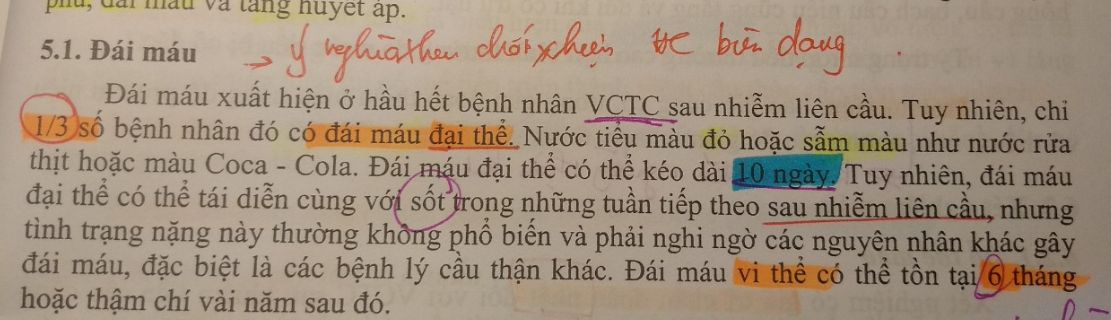 phù, đái máu và tăng huyết áp.
5.1. Đái máu → ý nghĩa then chốt HC biến dạng
Đái máu xuất hiện ở hầu hết bệnh nhân VCTC sau nhiễm liên cầu. Tuy nhiên, chỉ
1/3 số bệnh nhân đó có đái máu đại thể. Nước tiểu màu đỏ hoặc sẫm màu như nước rửa
thịt hoặc màu Coca - Cola. Đái máu đại thể có thể kéo dài 10 ngày. Tuy nhiên, đái máu
đại thể có thể tái diễn cùng với sốt trong những tuần tiếp theo sau nhiễm liên cầu, nhưng
tình trạng nặng này thường không phổ biến và phải nghi ngờ các nguyên nhân khác gây
đái máu, đặc biệt là các bệnh lý cầu thận khác. Đái máu vi thể có thể tồn tại 6 tháng
hoặc thậm chí vài năm sau đó.